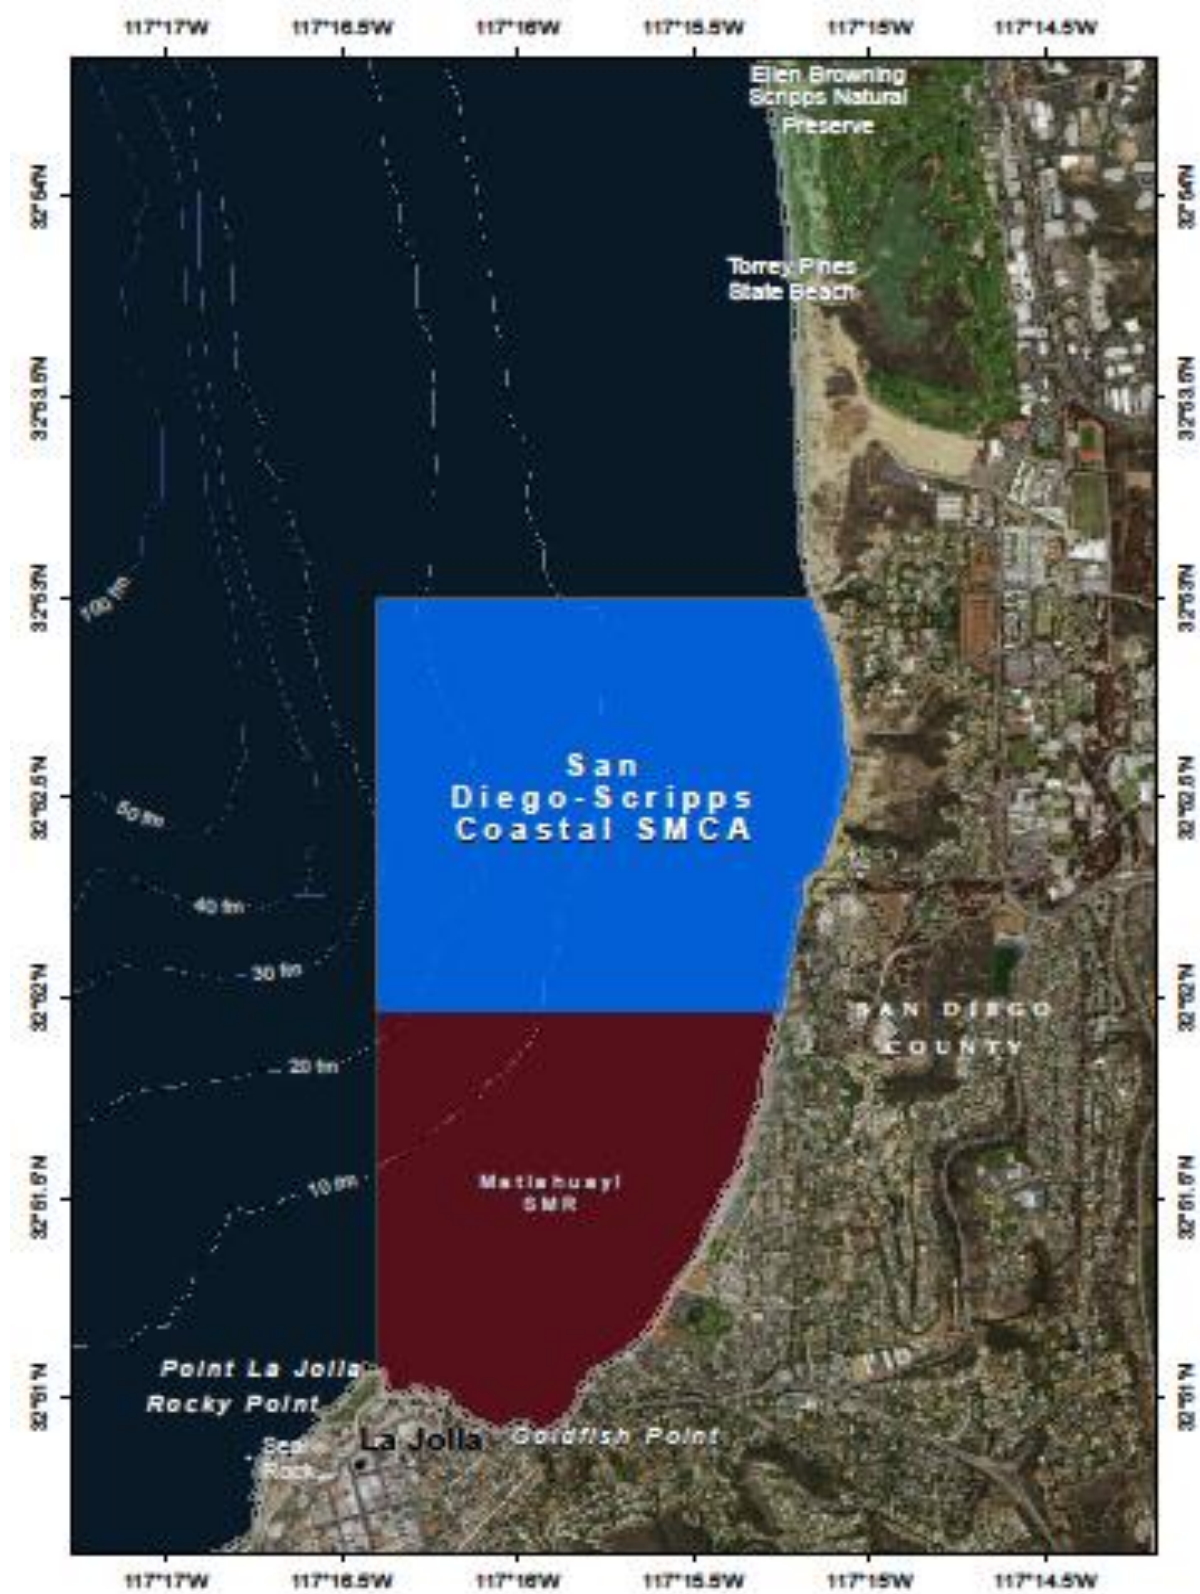 117°17'W 117°16.5'W 117°16'W 117°15.5'W 117°15'W 117°14.5'W
Ellen Browning
Scripps Natural
Preserve
32°54'N 32°54'N
Torrey Pines
State Beach
32°53.5'N 32°53.5'N
100 fm
32°53'N 32°53'N
San
Diego-Scripps
Coastal SMCA
32°52.5'N 32°52.5'N
50 fm
40 fm
30 fm
32°52'N 32°52'N
SAN DIEGO
COUNTY
20 fm
10 fm
Matlahuayl
SMR
32°51.5'N 32°51.5'N
Point La Jolla
Rocky Point
32°51'N 32°51'N
La Jolla
Goldfish Point
Seal
Rock
117°17'W 117°16.5'W 117°16'W 117°15.5'W 117°15'W 117°14.5'W